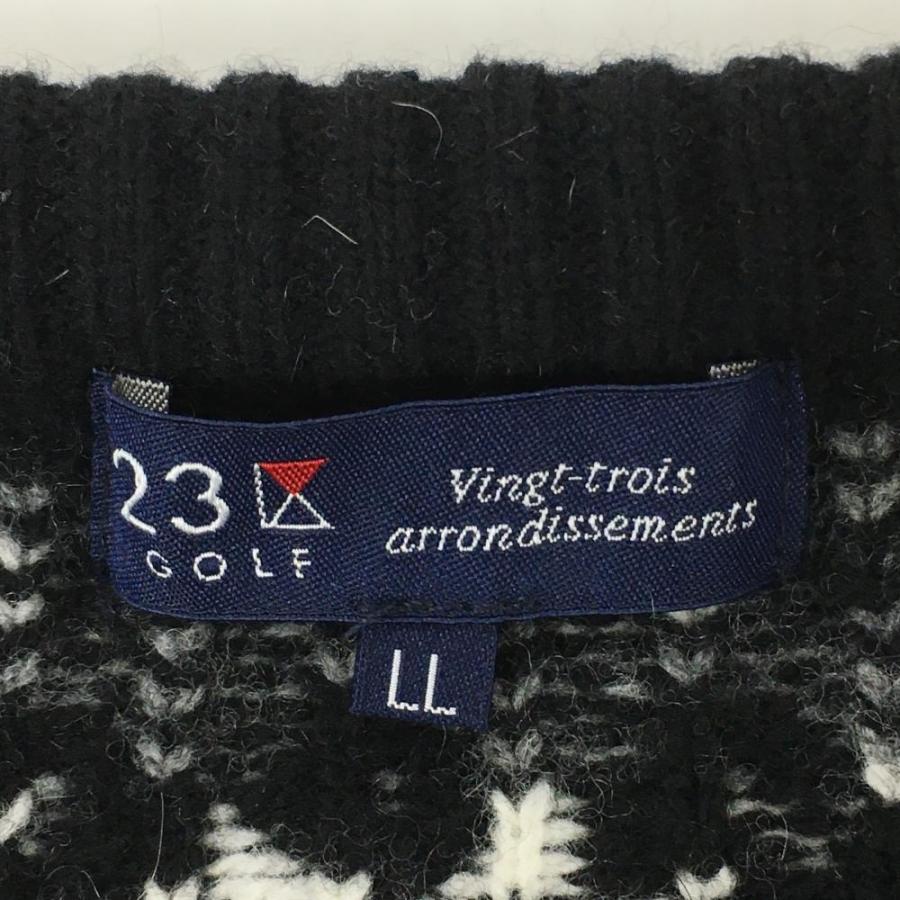 23
GOLF
Vingt-trois
arrondissements
LL